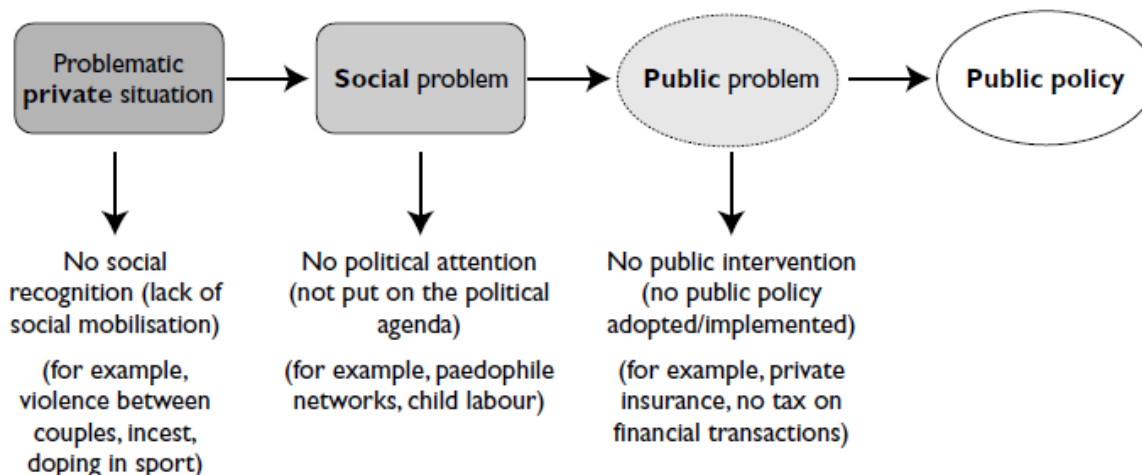 Problematic
private situation
Social problem
Public problem
Public policy
No social
recognition (lack of
social mobilisation)
(for example,
violence between
couples, incest,
doping in sport)
No political attention
(not put on the political
agenda)
(for example, paedophile
networks, child labour)
No public intervention
(no public policy
adopted/implemented)
(for example, private
insurance, no tax on
financial transactions)